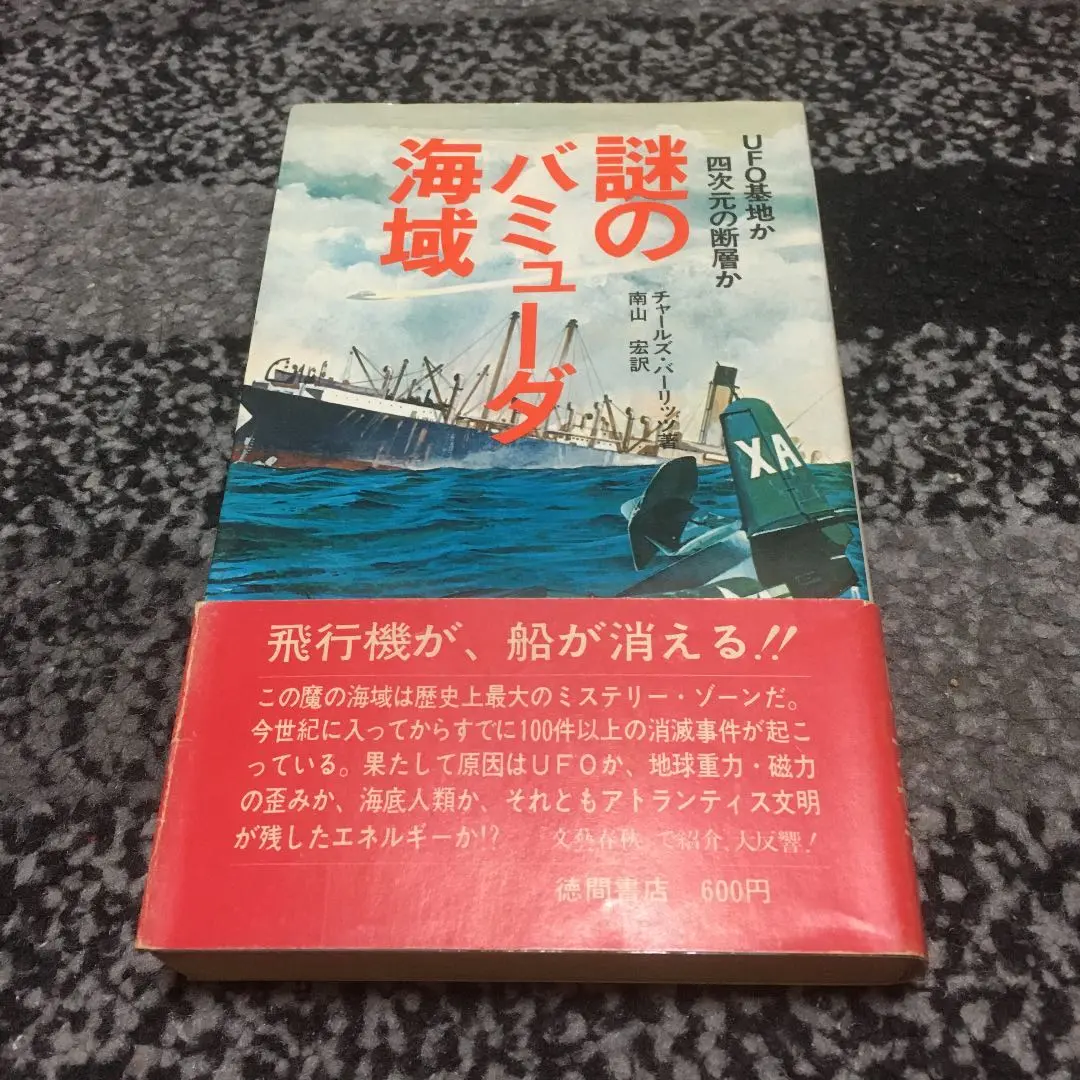 UFO基地か
四次元の断層か
謎の
バミューダ
海域
チャールズ・バーリッツ著
南山 宏訳
XA
飛行機が、船が消える!!
この魔の海域は歴史上最大のミステリー・ゾーンだ。
今世紀に入ってからすでに100件以上の消滅事件が起こ
っている。果たして原因はUFOか、地球重力・磁力
の歪みか、海底人類か、それともアトランティス文明
が残したエネルギーか!?
文藝春秋 で紹介、大反響!
徳間書店 600円